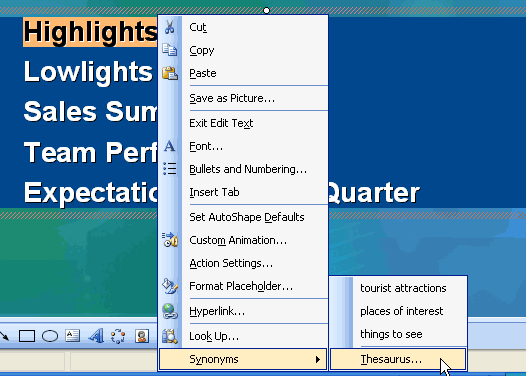 Highlights
Lowlights
Sales Sum
Team Perf
Expectatio Quarter
Cut
Copy
Paste
Save as Picture...
Exit Edit Text
Font...
Bullets and Numbering...
Insert Tab
Set AutoShape Defaults
Custom Animation...
Action Settings...
Format Placeholder...
Hyperlink...
Look Up...
Synonyms
tourist attractions
places of interest
things to see
Thesaurus...